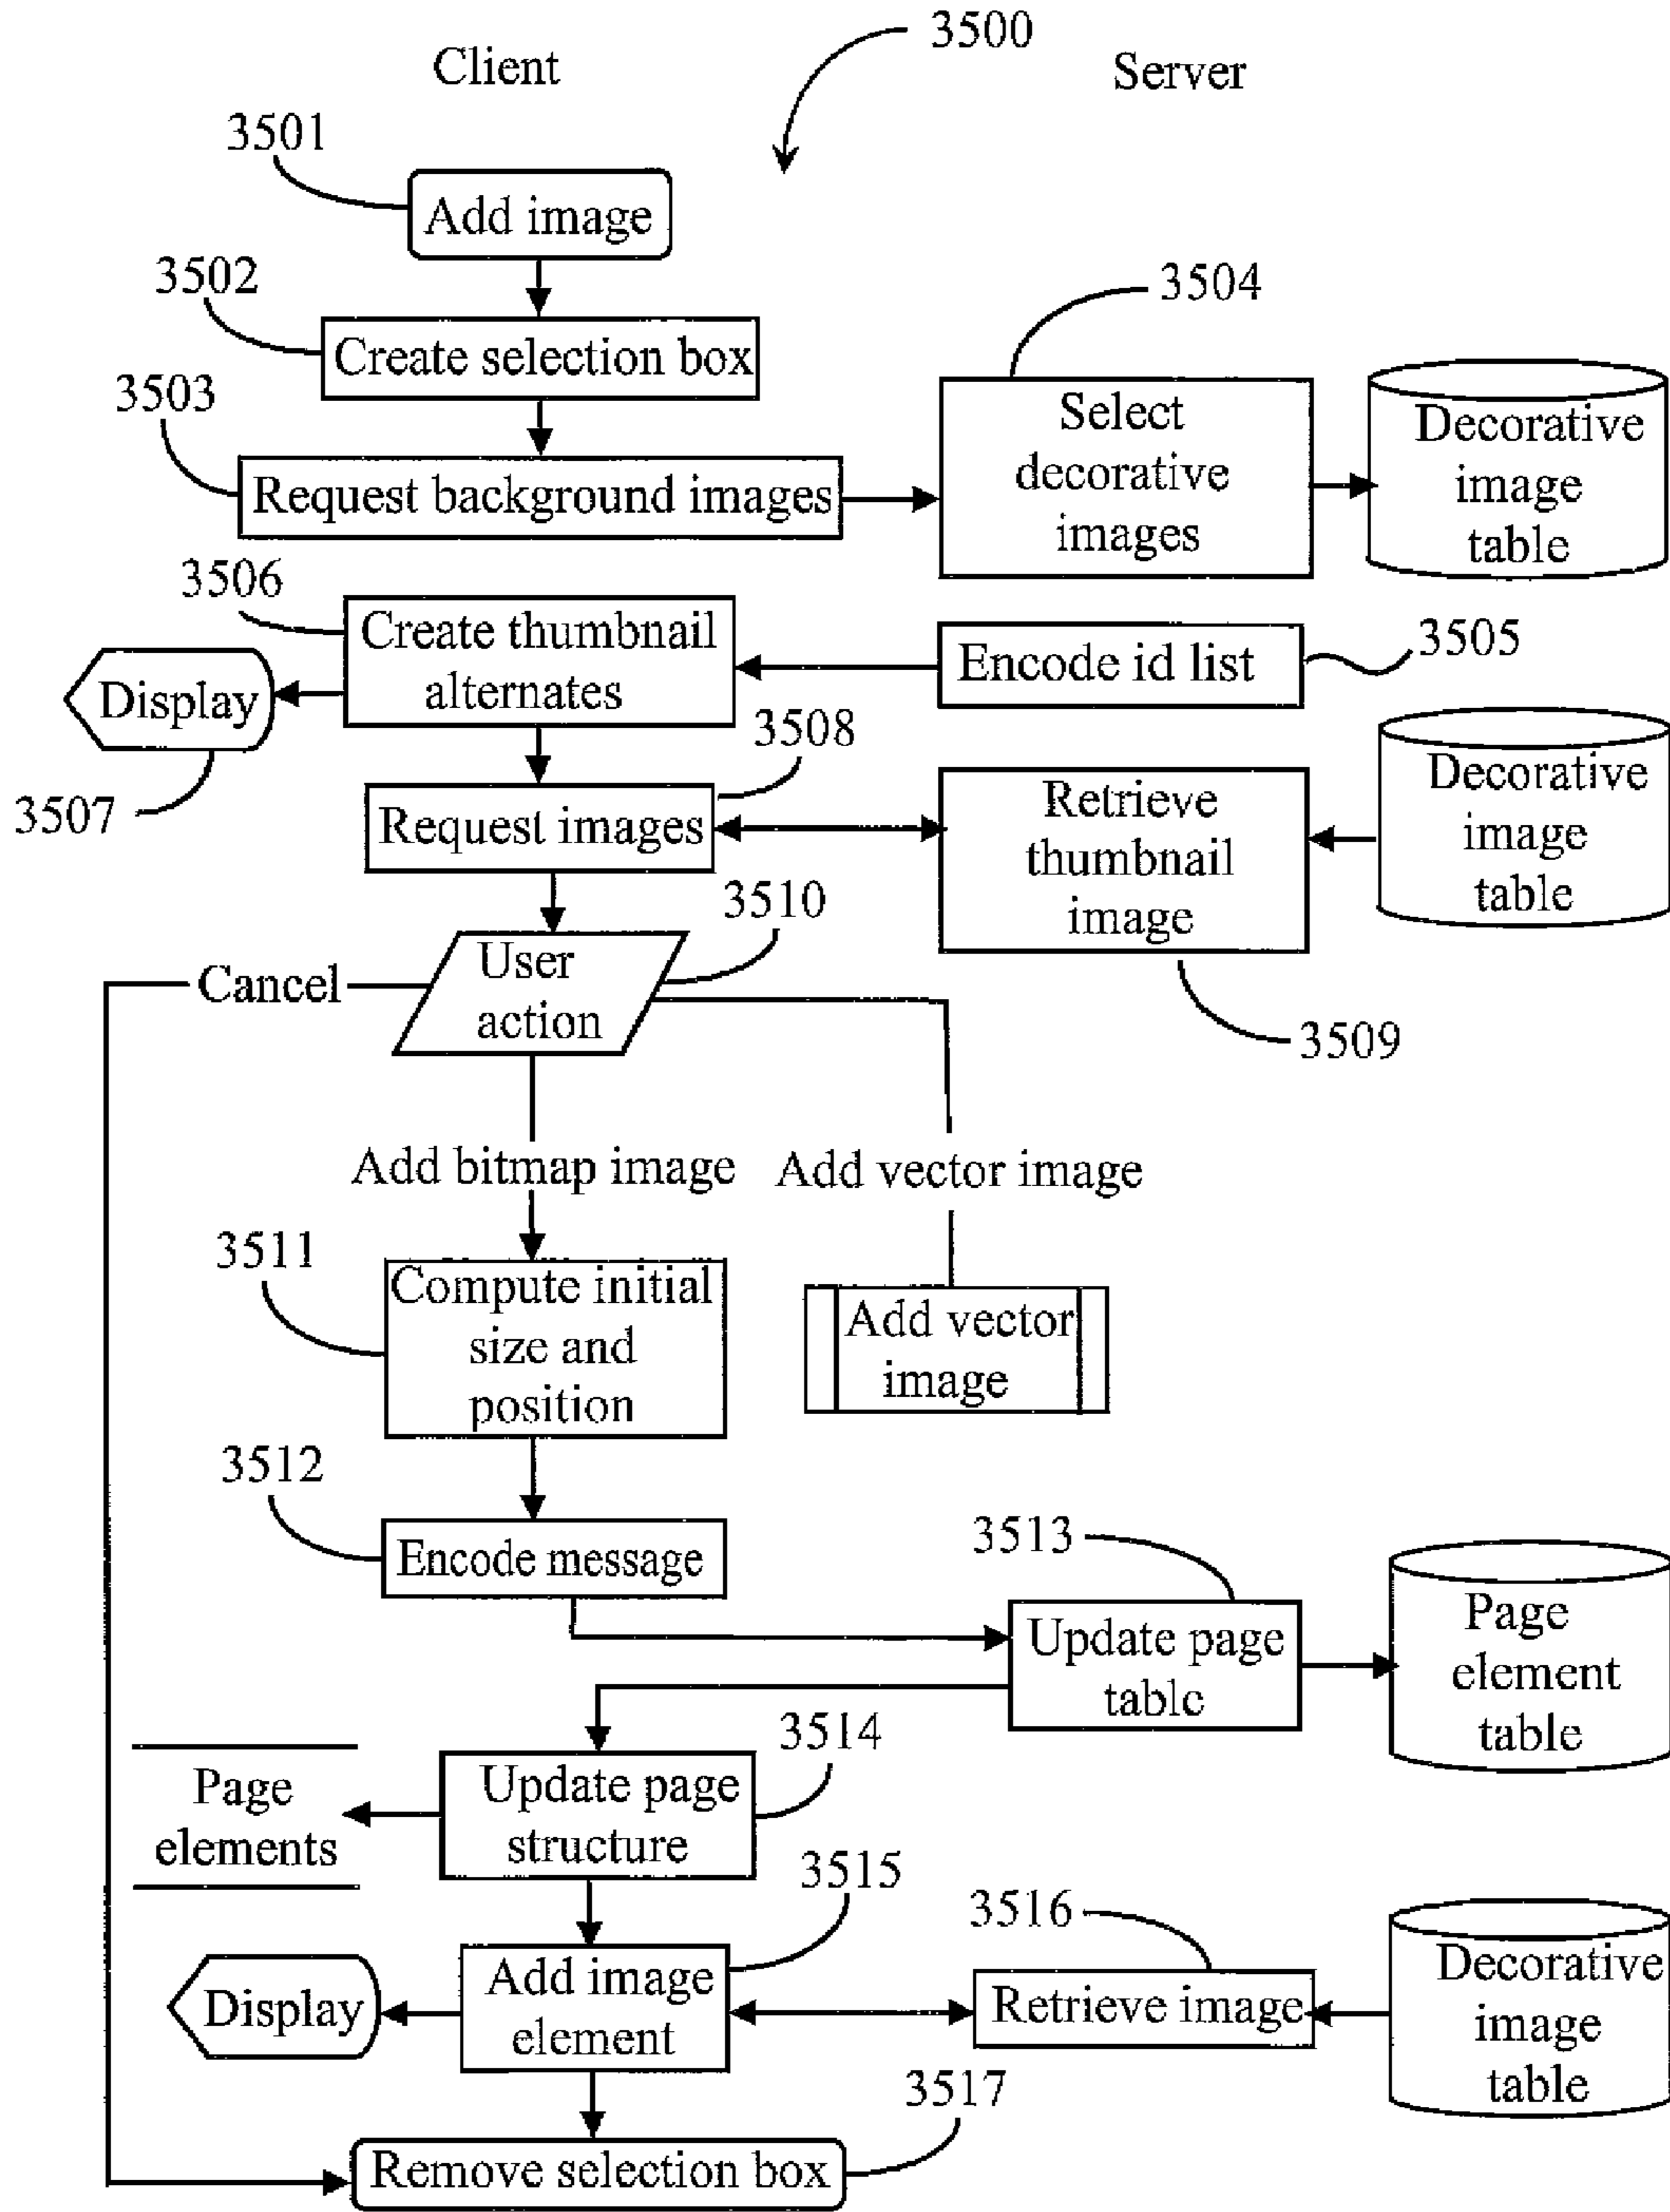 3500
Client
Server
3501
Add image
3502
Create selection box
3504
3503
Request background images
Select
decorative
images
Decorative
image
table
3506
Create thumbnail
alternates
Encode id list
3505
Display
3507
3508
Request images
Retrieve
thumbnail
image
Decorative
image
table
3509
3510
User
action
Cancel
Add bitmap image
Add vector image
3511
Compute initial
size and
position
Add vector
image
3512
Encode message
3513
Update page
table
Page
element
table
3514
Update page
structure
Page
elements
3515
Add image
element
Display
3516
Retrieve image
Decorative
image
table
3517
Remove selection box